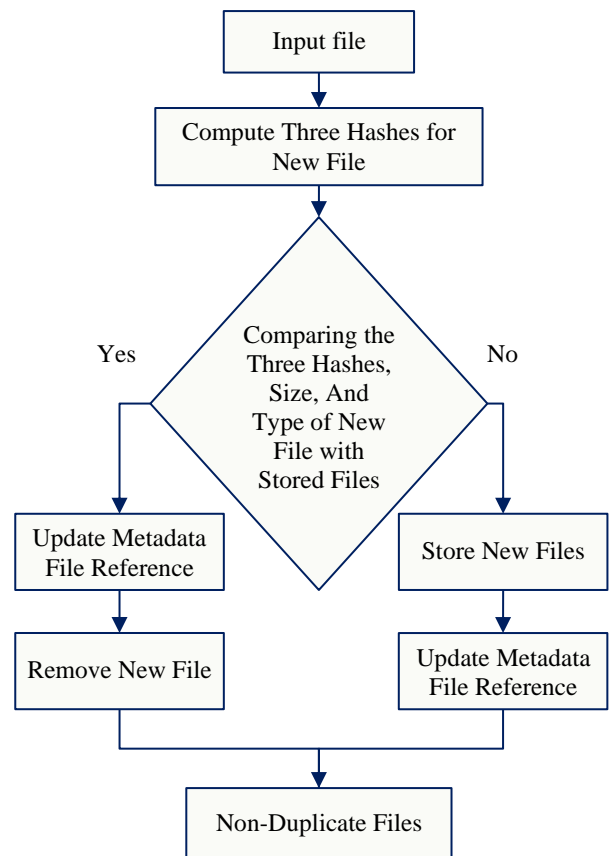 Input file
Compute Three Hashes for
New File
Comparing the
Three Hashes,
Size, And
Type of New
File with
Stored Files
Yes
No
Update Metadata
File Reference
Store New Files
Remove New File
Update Metadata
File Reference
Non-Duplicate Files